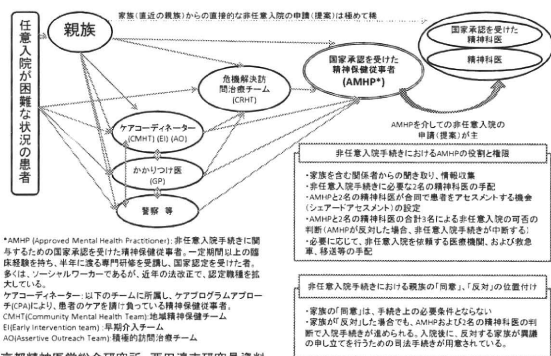 家族(直近の親族)からの直接的な非任意入院の申請(提案)は極めて稀
任意入院が困難な状況の患者
親族
危機解決訪
問治療チーム
(CRHT)
ケアコーディネーター
(CMHT) (EI) (AO)
かかりつけ医
(GP)
警察 等
国家承認を受けた
精神保健従事者
(AMHP*)
国家承認を受けた
精神科医
精神科医
AMHPを介しての非任意入院の
申請(提案)が主
非任意入院手続きにおけるAMHPの役割と権限
・家族を含む関係者からの聞き取り、情報収集
・非任意入院手続きに必要な2名の精神科医の手配
・AMHPと2名の精神科医が合同で患者をアセスメントする機会
(シェアードアセスメント)の設定
・AMHPと2名の精神科医の合計3名による非任意入院の可否の
判断(AMHPが反対した場合、非任意入院手続きが中断する)
・必要に応じて、非任意入院を依頼する医療機関、および救急
車、移送等の手配
非任意入院手続きにおける親族の「同意」、「反対」の位置付け
・家族の「同意」は、手続き上の必要条件とならない
・家族が「反対」した場合でも、AMHPおよび2名の精神科医の判
断で入院手続きが進められる。入院後に、反対する家族が異議
の申し立てを行うための司法手続きが用意されている。
*AMHP (Approved Mental Health Practitioner): 非任意入院手続きに関
与するための国家承認を受けた精神保健従事者。一定期間以上の臨
床経験を持ち、半年に渡る専門研修を受講し、国家認定を受けた者。
多くは、ソーシャルワーカーであるが、近年の法改正で、認定職種を拡
大している。
ケアコーディネーター: 以下のチームに所属し、ケアプログラムアプロー
チ(CPA)により、患者のケアを請け負っている精神保健従事者。
CMHT(Community Mental Health Team):地域精神保健チーム
EI(Early Intervention team) : 早期介入チーム
AO(Assertive Outreach Team) : 積極的訪問治療チーム